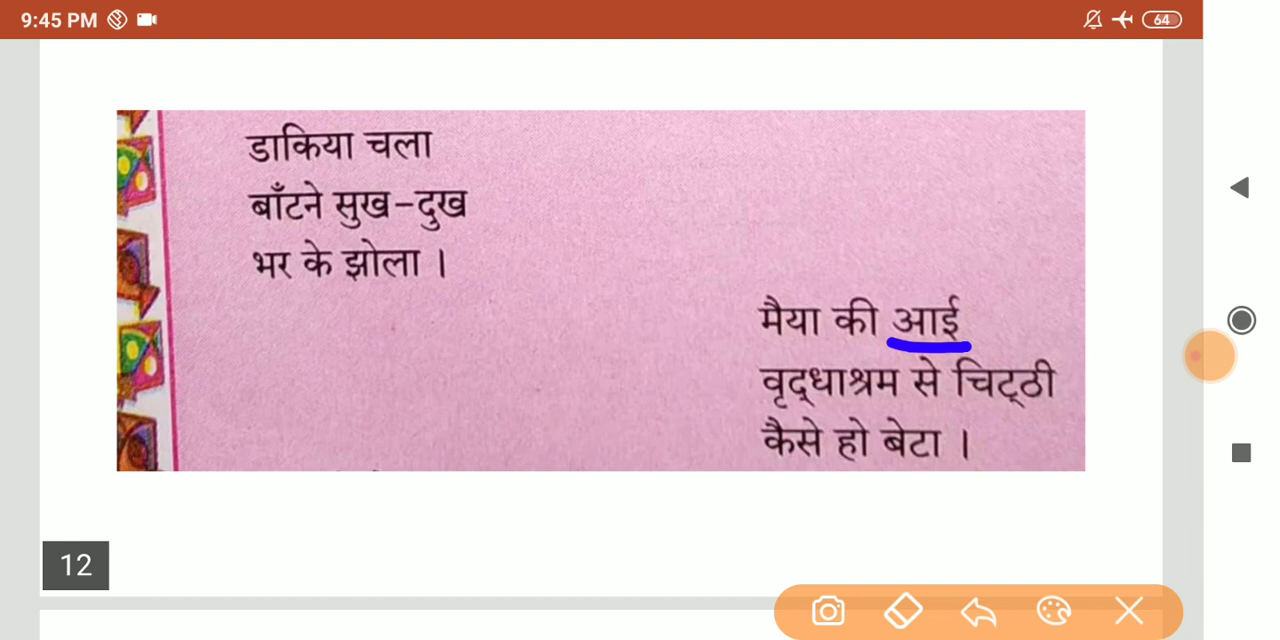 9:45 PM
64
डाकिया चला
बाँटने सुख-दुख
भर के झोला ।
मैया की आई
वृद्‌धाश्रम से चिट्‌ठी
कैसे हो बेटा ।
12